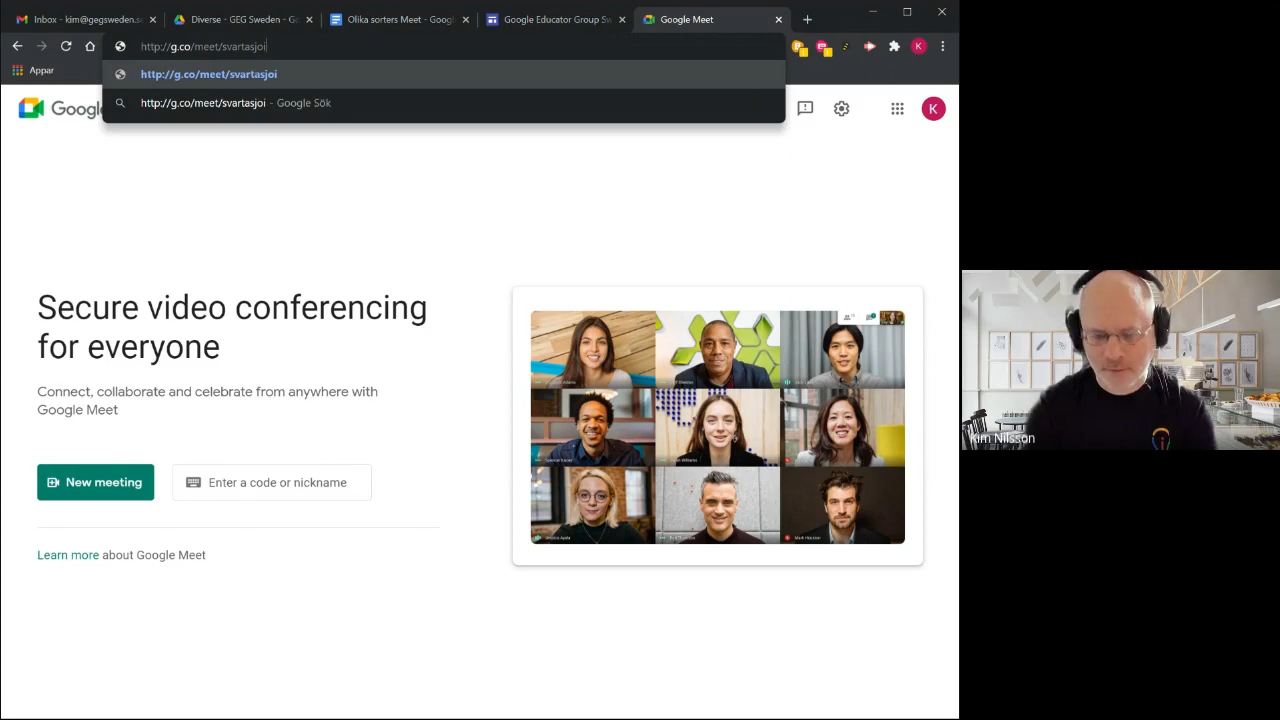 Inbox - kim@gegsweden.s
Diverse - GEG Sweden - Go
Olika sorters Meet - Googl
Google Educator Group Sw
Google Meet
http://g.co/meet/svartasjoi
K
Appar
http://g.co/meet/svartasjoi
http://g.co/meet/svartasjoi - Google Sök
Google
K
Secure video conferencing
for everyone
Connect, collaborate and celebrate from anywhere with
Google Meet
New meeting
Enter a code or nickname
Learn more about Google Meet
Kim Nilsson